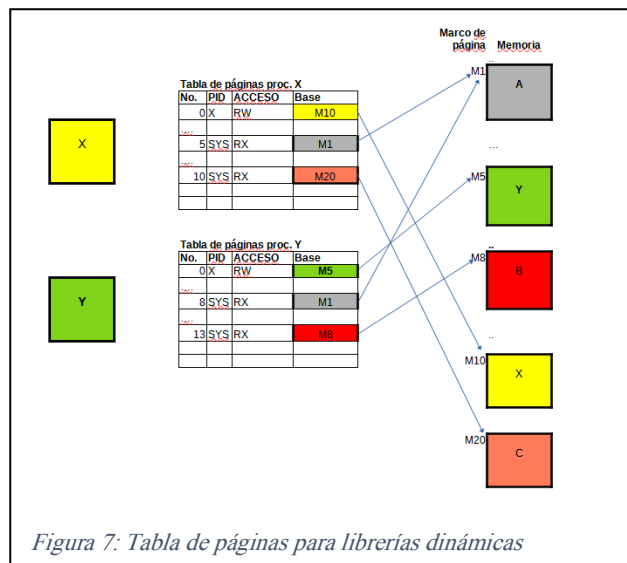 Marco de
página Memoria
..
M1 A
Tabla de páginas proc. X
No. PID ACCESO Base
0 X RW M10
...
5 SYS RX M1
...
10 SYS RX M20
X
...
M5 Y
..
M8 B
Tabla de páginas proc. Y
No. PID ACCESO Base
0 X RW M5
...
8 SYS RX M1
...
13 SYS RX M8
Y
..
M10 X
M20 C
Figura 7: Tabla de páginas para librerías dinámicas